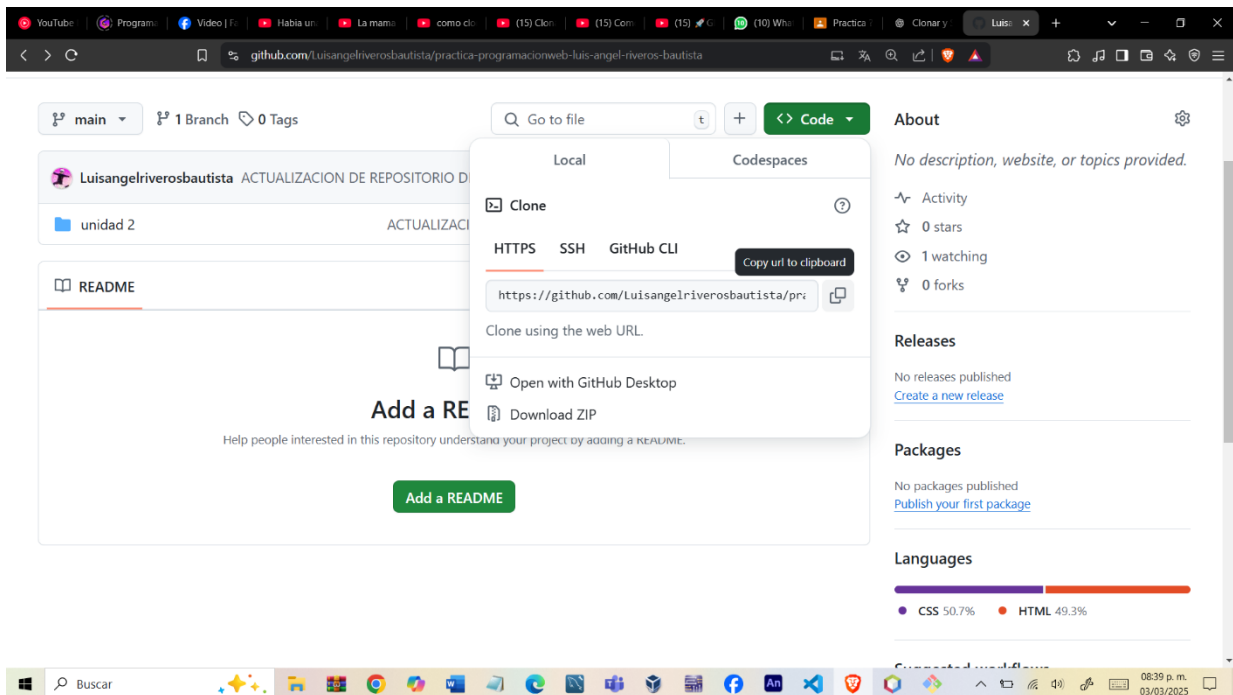 YouTube
Programa
Video | Fa
Habia una
La mama
como clo
(15) Clon
(15) Com
(15) 🚀 G
(10) Wha
Practica 7
Clonar y
Luisa
github.com/Luisangelriverosbautista/practica-programacionweb-luis-angel-riveros-bautista
main
1 Branch
0 Tags
Go to file
t
<> Code
About
Local
Codespaces
No description, website, or topics provided.
Luisangelriverosbautista ACTUALIZACION DE REPOSITORIO D
Activity
Clone
unidad 2
ACTUALIZACI
0 stars
HTTPS
SSH
GitHub CLI
Copy url to clipboard
1 watching
README
0 forks
https://github.com/Luisangelriverosbautista/pra
Clone using the web URL.
Releases
No releases published
Create a new release
Open with GitHub Desktop
Download ZIP
Add a RE
Help people interested in this repository understand your project by adding a README.
Packages
No packages published
Publish your first package
Add a README
Languages
CSS 50.7%
HTML 49.3%
Suggested workflows
Buscar
An
08:39 p. m.
03/03/2025